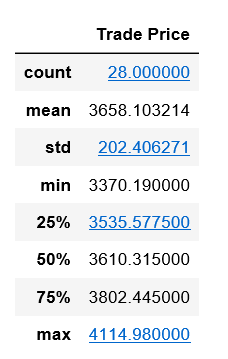 Trade Price
count 28.000000
mean 3658.103214
std 202.406271
min 3370.190000
25% 3535.577500
50% 3610.315000
75% 3802.445000
max 4114.980000